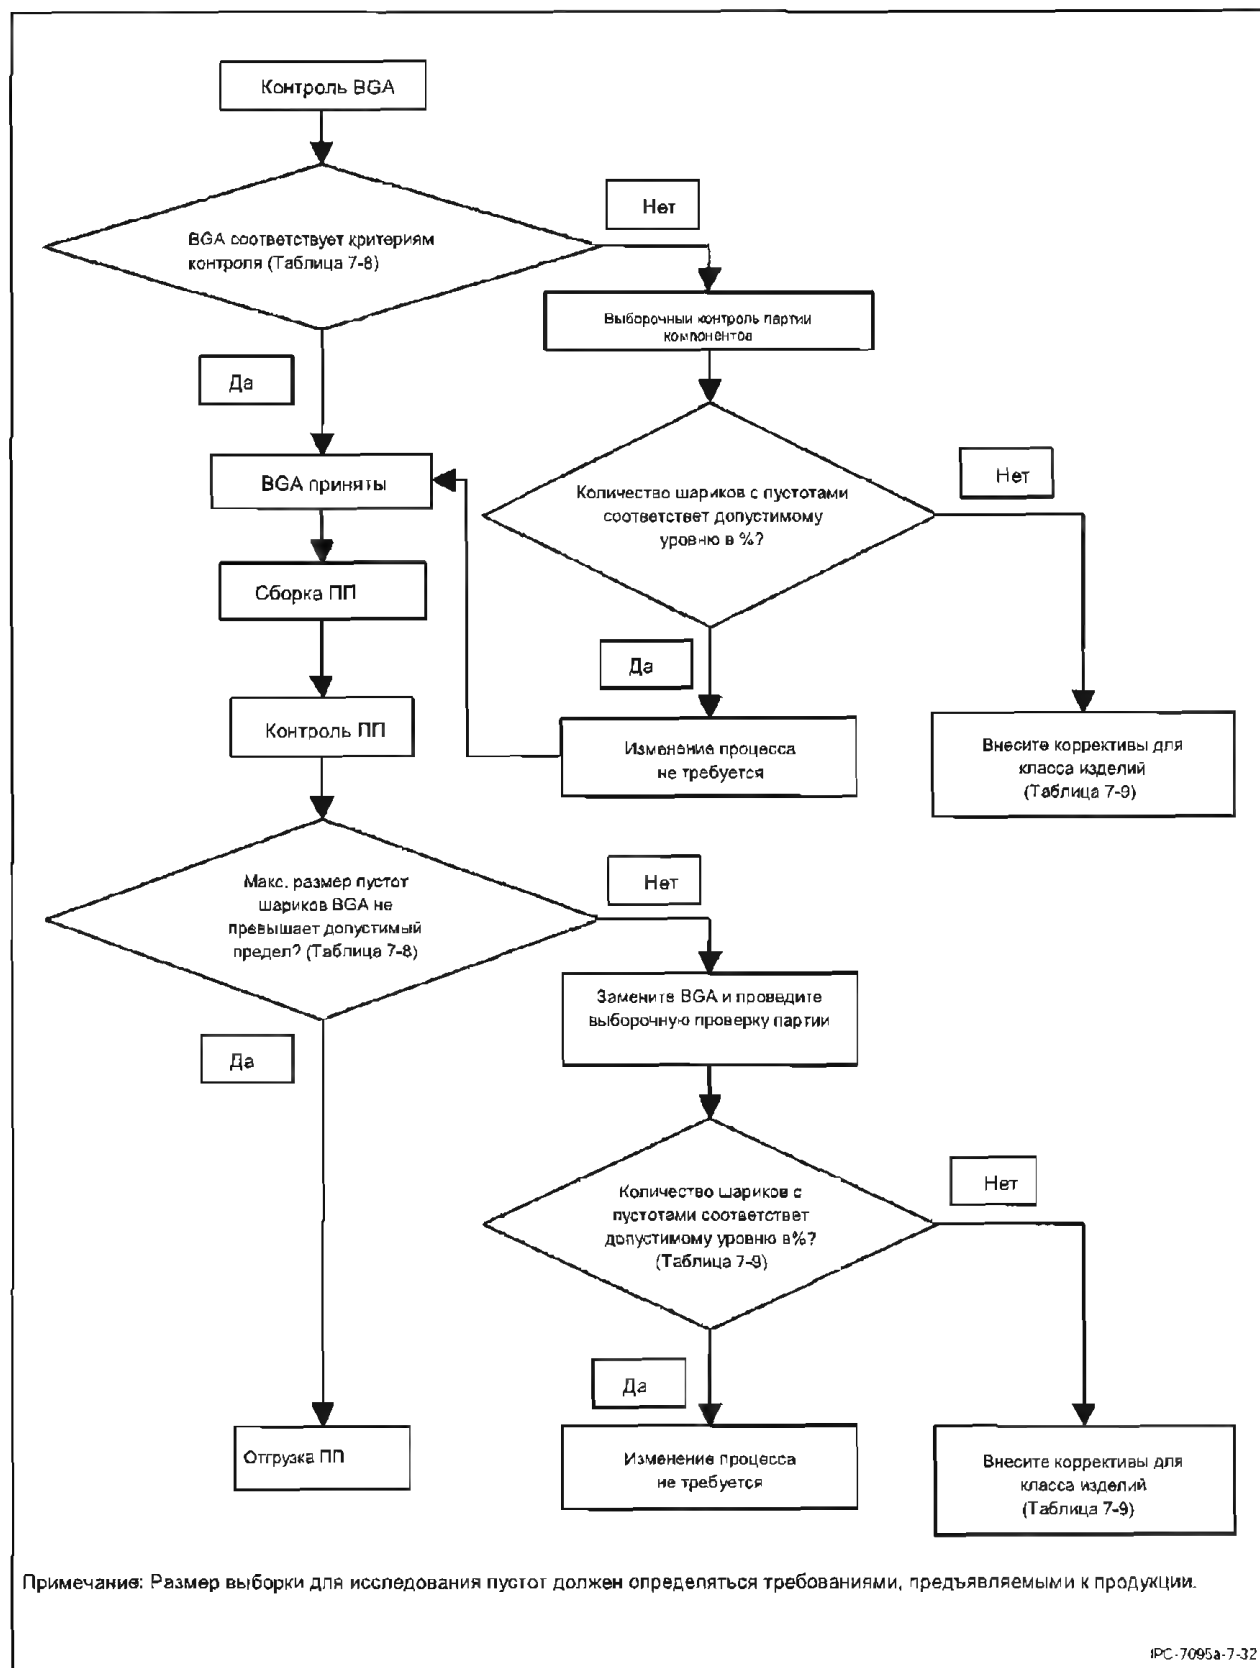 Контроль BGA
Нет
BGA соответствует критериям
контроля (Таблица 7-8)
Выборочный контроль партии
компонентов
Да
Нет
BGA приняты
Количество шариков с пустотами
соответствет допустимому
уровню в %?
Сборка ПП
Да
Контроль ПП
Изменение процесса
не требуется
Внесите коррективы для
класса изделий
(Таблица 7-9)
Макс. размер пустот
шариков BGA не
превышает допустимый
предел? (Таблица 7-8)
Нет
Замените BGA и проведите
выборочную проверку партии
Да
Нет
Количество шариков с
пустотами соответствет
допустимому уровню в%?
(Таблица 7-9)
Да
Отгрузка ПП
Изменение процесса
не требуется
Внесите коррективы для
класса изделий
(Таблица 7-9)
Примечание: Размер выборки для исследования пустот должен определяться требованиями, предъявляемыми к продукции.
IPC-7095a-7-32